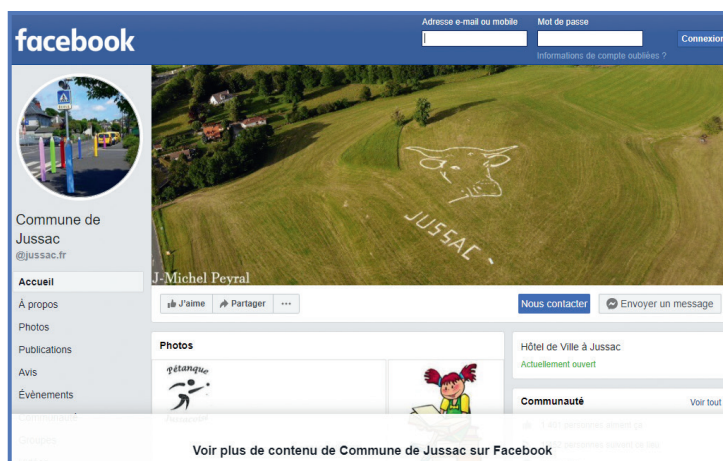 Adresse e-mail ou mobile
Mot de passe
facebook
Connexion
Informations de compte oubliées ?
Commune de
Jussac
@jussac.fr
JUSSAC
J-Michel Peyral
Accueil
À propos
Photos
Publications
Avis
Évènements
J'aime
Partager
Nous contacter
Envoyer un message
Photos
Pétanque
Hôtel de Ville à Jussac
Actuellement ouvert
Communauté
Voir tout
Voir plus de contenu de Commune de Jussac sur Facebook